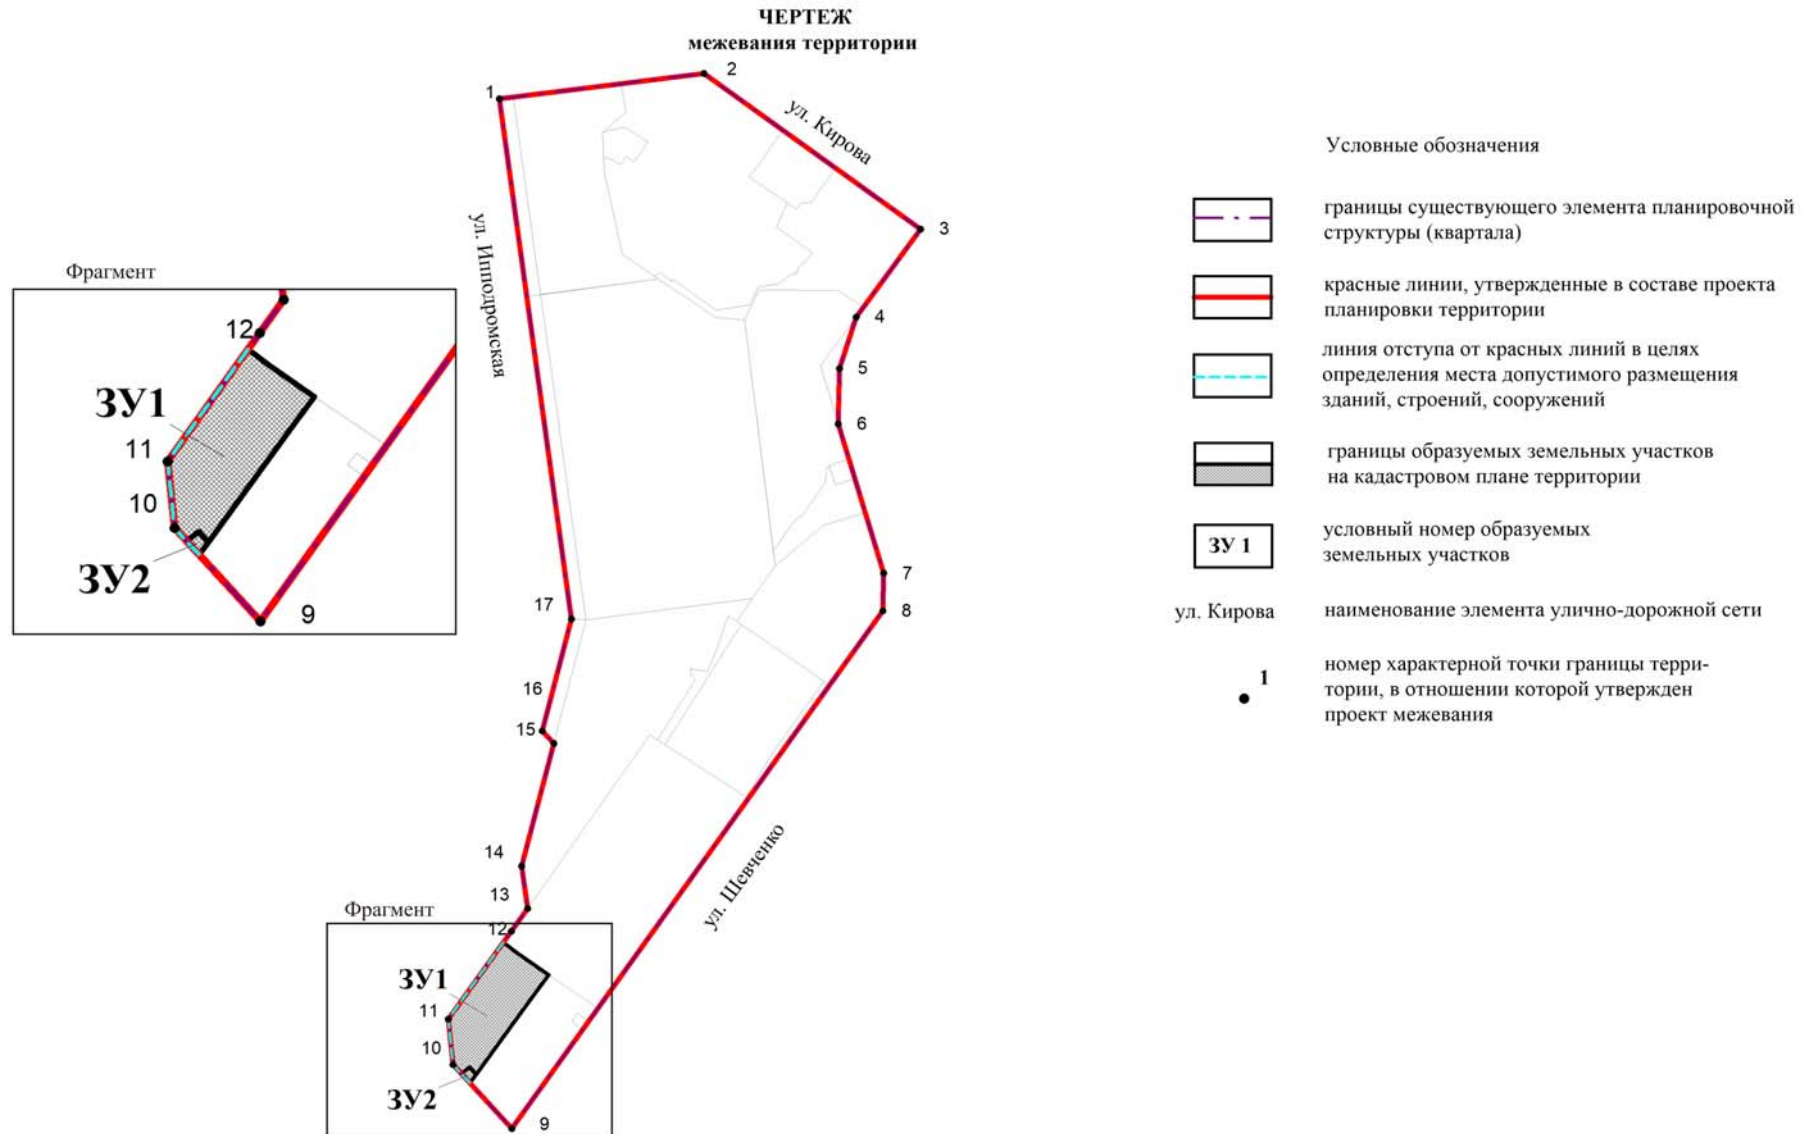 ЧЕРТЕЖ
межевания территории
1
2
ул. Кирова
3
4
5
6
7
8
ул. Ипподромская
17
16
15
14
13
12
11
10
9
ул. Шевченко
Фрагмент
ЗУ1
ЗУ2
Фрагмент
12
ЗУ1
11
10
ЗУ2
9
Условные обозначения
границы существующего элемента планировочной
структуры (квартала)
красные линии, утвержденные в составе проекта
планировки территории
линия отступа от красных линий в целях
определения места допустимого размещения
зданий, строений, сооружений
границы образуемых земельных участков
на кадастровом плане территории
ЗУ 1
условный номер образуемых
земельных участков
ул. Кирова
наименование элемента улично-дорожной сети
1
номер характерной точки границы терри-
тории, в отношении которой утвержден
проект межевания